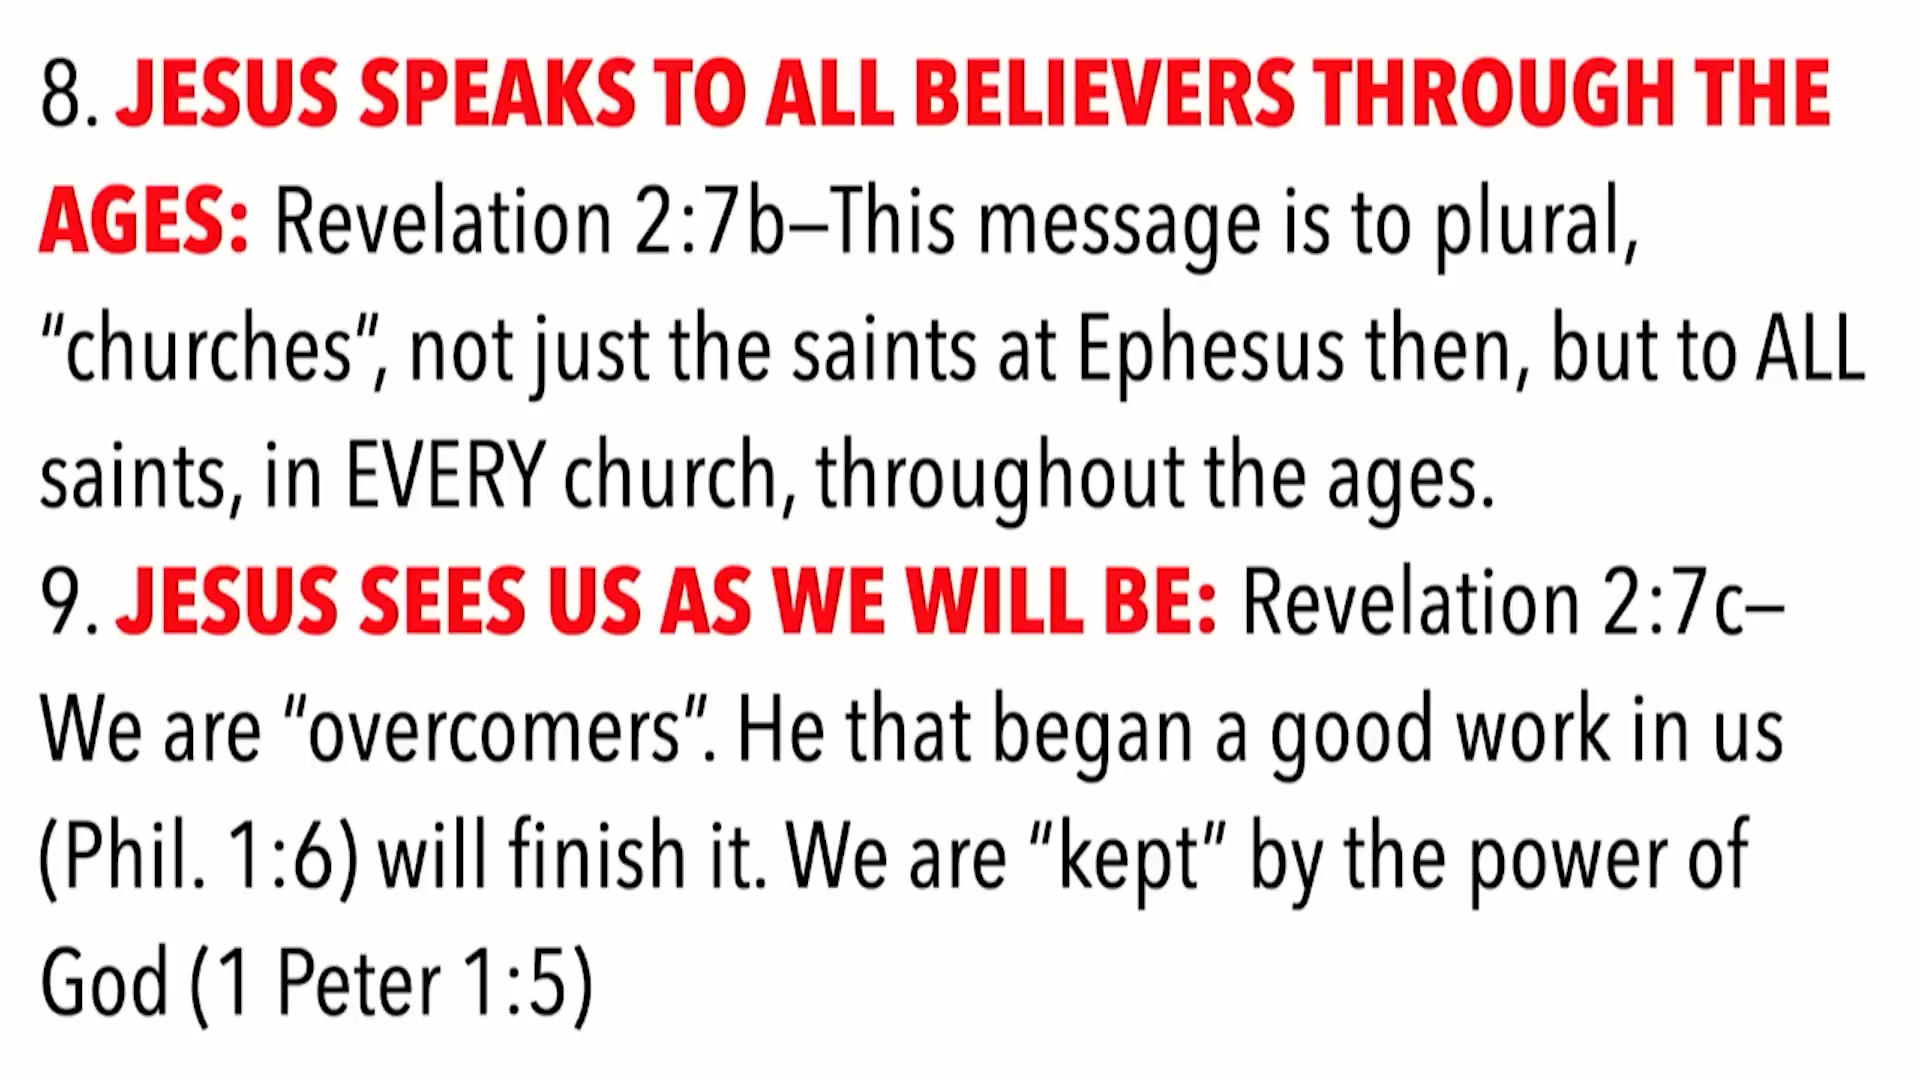 8. JESUS SPEAKS TO ALL BELIEVERS THROUGH THE
AGES: Revelation 2:7b–This message is to plural,
“churches”, not just the saints at Ephesus then, but to ALL
saints, in EVERY church, throughout the ages.
9. JESUS SEES US AS WE WILL BE: Revelation 2:7c–
We are “overcomers”. He that began a good work in us
(Phil. 1:6) will finish it. We are “kept” by the power of
God (1 Peter 1:5)